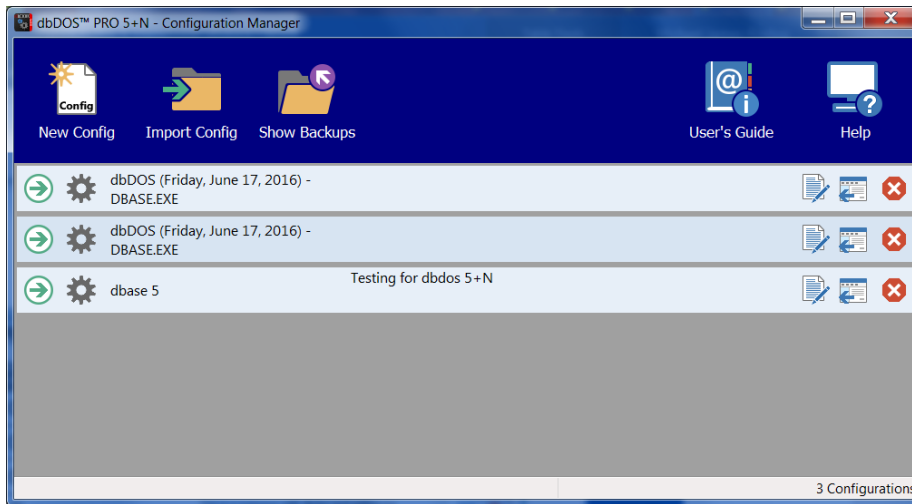 dbDOS™ PRO 5+N - Configuration Manager
Config
New Config
Import Config
Show Backups
@
i
User's Guide
?
Help
dbDOS (Friday, June 17, 2016) -
DBASE.EXE
dbDOS (Friday, June 17, 2016) -
DBASE.EXE
dbase 5
Testing for dbdos 5+N
3 Configurations